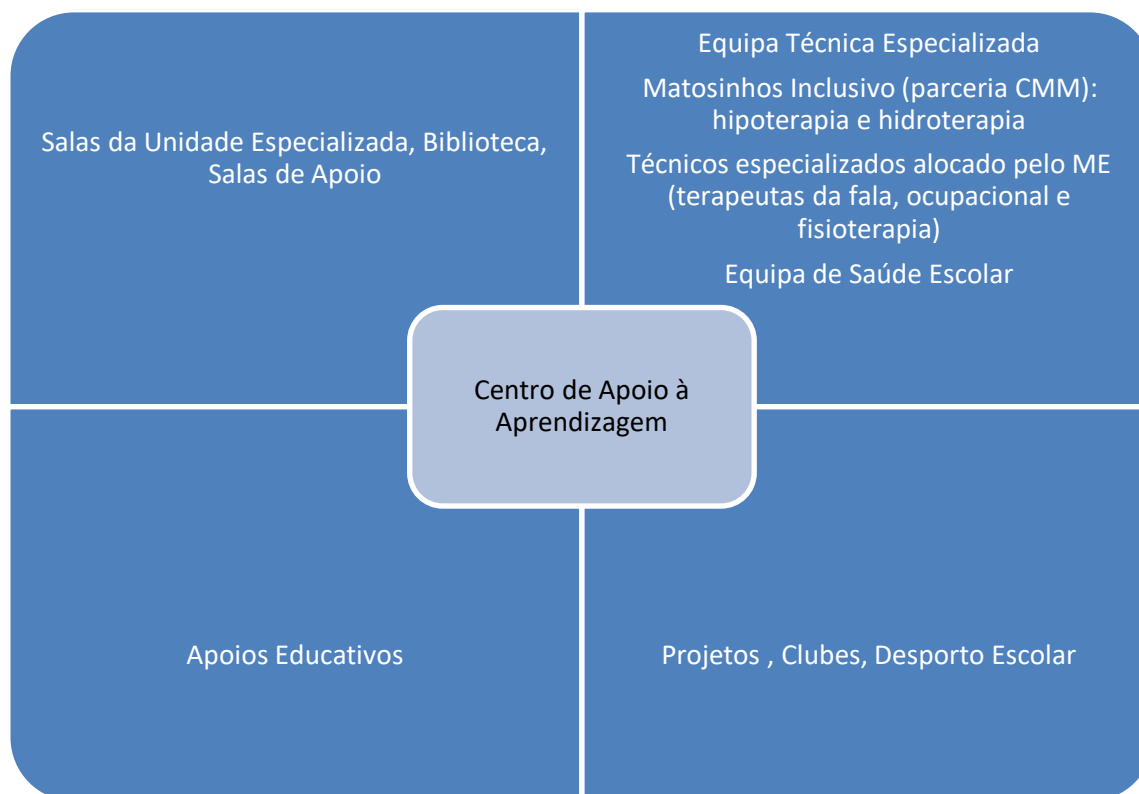 Salas da Unidade Especializada, Biblioteca,
Salas de Apoio
Equipa Técnica Especializada
Matosinhos Inclusivo (parceria CMM):
hipoterapia e hidroterapia
Técnicos especializados alocado pelo ME
(terapeutas da fala, ocupacional e
fisioterapia)
Equipa de Saúde Escolar
Centro de Apoio à
Aprendizagem
Apoios Educativos
Projetos , Clubes, Desporto Escolar